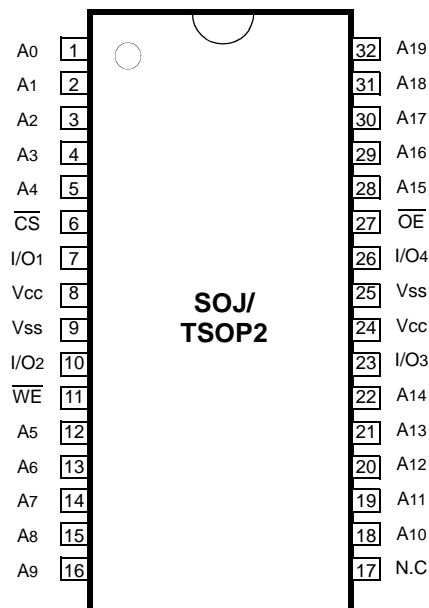 A0 1 32 A19
A1 2 31 A18
A2 3 30 A17
A3 4 29 A16
A4 5 28 A15
CS 6 27 OE
I/O1 7 26 I/O4
Vcc 8 25 Vss
Vss 9 24 Vcc
SOJ/
TSOP2
I/O2 10 23 I/O3
WE 11 22 A14
A5 12 21 A13
A6 13 20 A12
A7 14 19 A11
A8 15 18 A10
A9 16 17 N.C